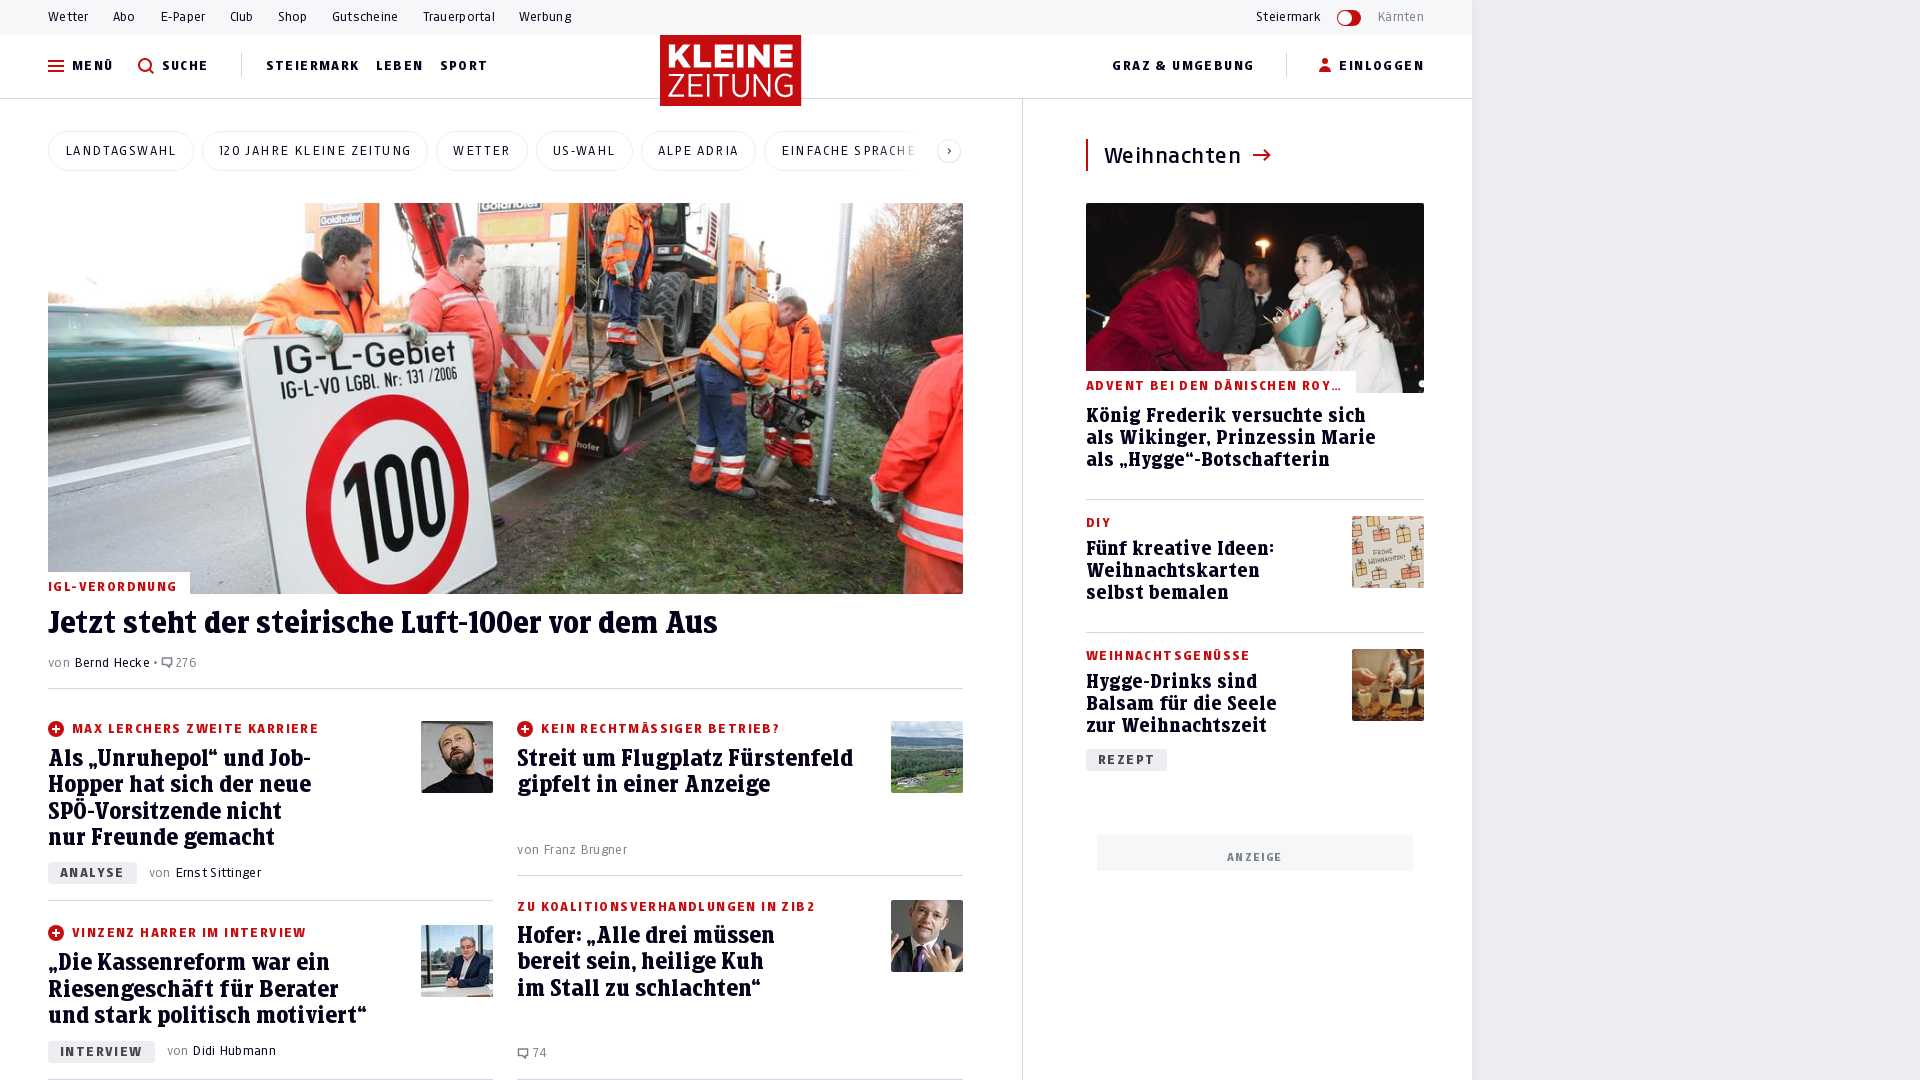 Wetter Abo E-Paper Club Shop Gutscheine Trauerportal Werbung Steiermark Kärnten
MENÜ SUCHE STEIERMARK LEBEN SPORT KLEINE ZEITUNG GRAZ & UMGEBUNG EINLOGGEN
LANDTAGSWAHL 120 JAHRE KLEINE ZEITUNG WETTER US-WAHL ALPE ADRIA EINFACHE SPRACHE
Goldhofer
Goldhofer
IG-L-Gebiet
IG-L-VO LGBl. Nr: 131 /2006
100
IGL-VERORDNUNG
Jetzt steht der steirische Luft-100er vor dem Aus
von Bernd Hecke • 276
MAX LERCHERS ZWEITE KARRIERE
Als „Unruhepol“ und Job-
Hopper hat sich der neue
SPÖ-Vorsitzende nicht
nur Freunde gemacht
ANALYSE von Ernst Sittinger
VINZENZ HARRER IM INTERVIEW
„Die Kassenreform war ein
Riesengeschäft für Berater
und stark politisch motiviert“
INTERVIEW von Didi Hubmann
KEIN RECHTMÄSSIGER BETRIEB?
Streit um Flugplatz Fürstenfeld
gipfelt in einer Anzeige
von Franz Brugner
ZU KOALITIONSVERHANDLUNGEN IN ZIB2
Hofer: „Alle drei müssen
bereit sein, heilige Kuh
im Stall zu schlachten“
74
Weihnachten
ADVENT BEI DEN DÄNISCHEN ROY…
König Frederik versuchte sich
als Wikinger, Prinzessin Marie
als „Hygge“-Botschafterin
DIY
Fünf kreative Ideen:
Weihnachtskarten
selbst bemalen
FROHE
WEIHNACHTEN!
WEIHNACHTSGENÜSSE
Hygge-Drinks sind
Balsam für die Seele
zur Weihnachtszeit
REZEPT
ANZEIGE